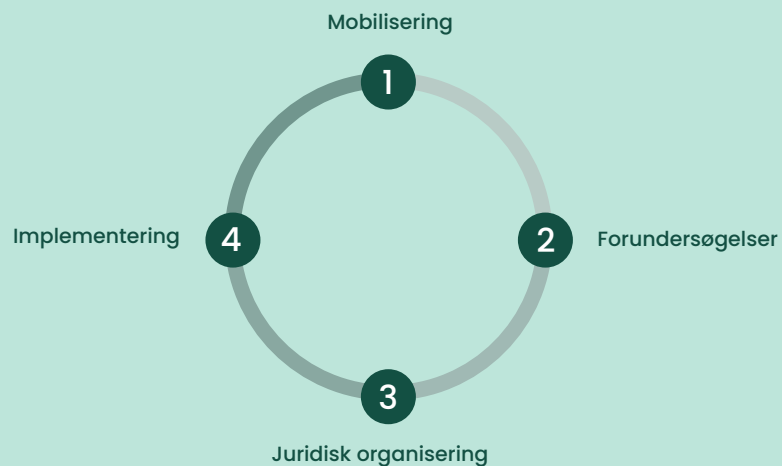 Mobilisering
1
Implementering
4
2
Forundersøgelser
3
Juridisk organisering